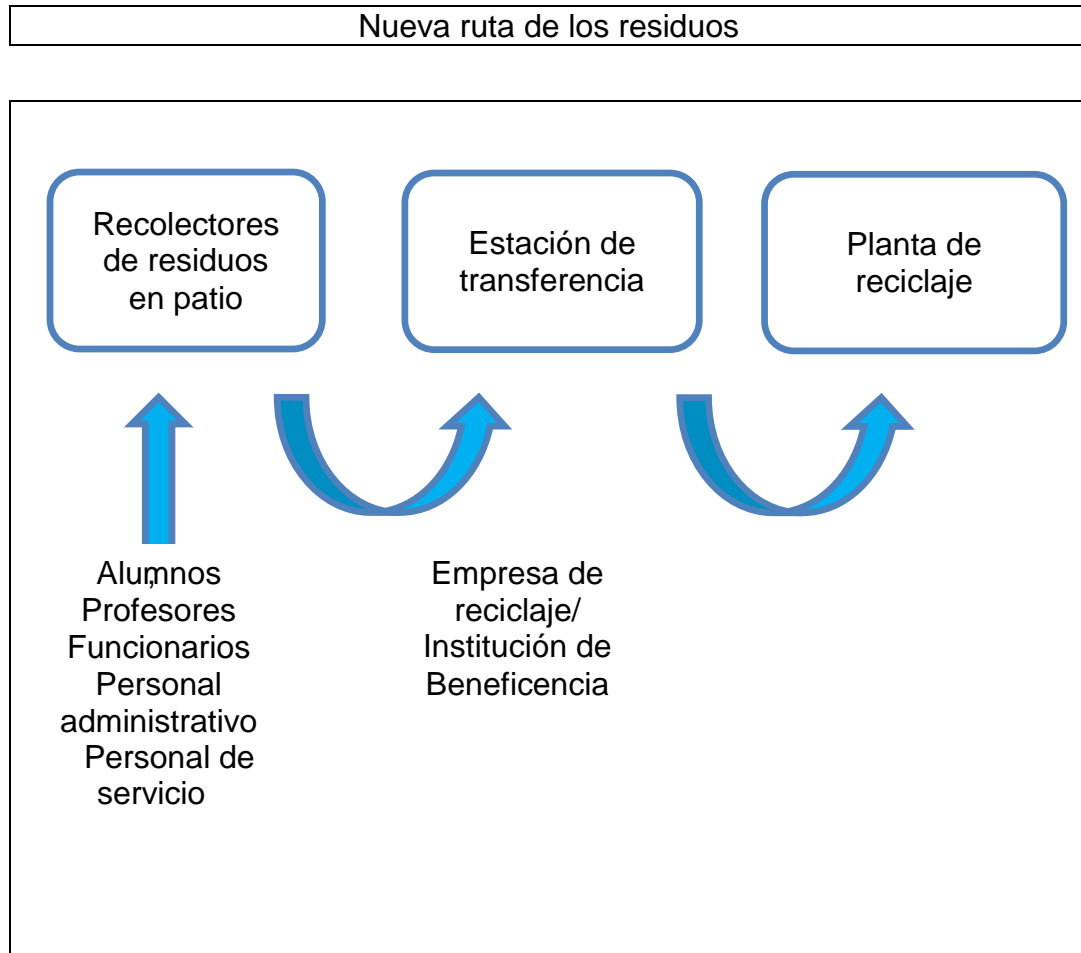 Nueva ruta de los residuos
Recolectores
de residuos
en patio
Estación de
transferencia
Planta de
reciclaje
Alumnos
,
Profesores
Funcionarios
Personal
administrativo
Personal de
servicio
Empresa de
reciclaje/
Institución de
Beneficencia